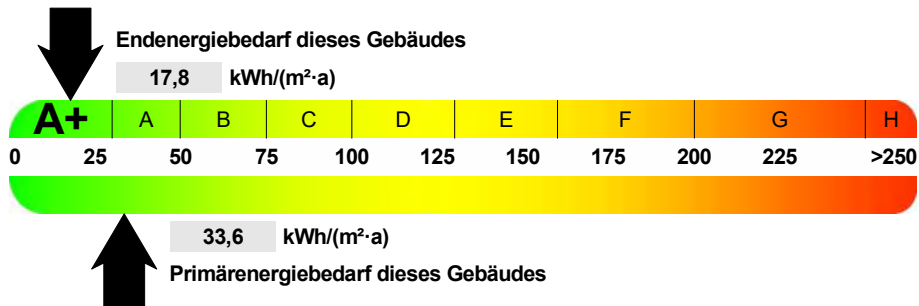 Endenergiebedarf dieses Gebäudes
17,8 kWh/(m²·a)
A+ A B C D E F G H
0 25 50 75 100 125 150 175 200 225 >250
33,6 kWh/(m²·a)
Primärenergiebedarf dieses Gebäudes